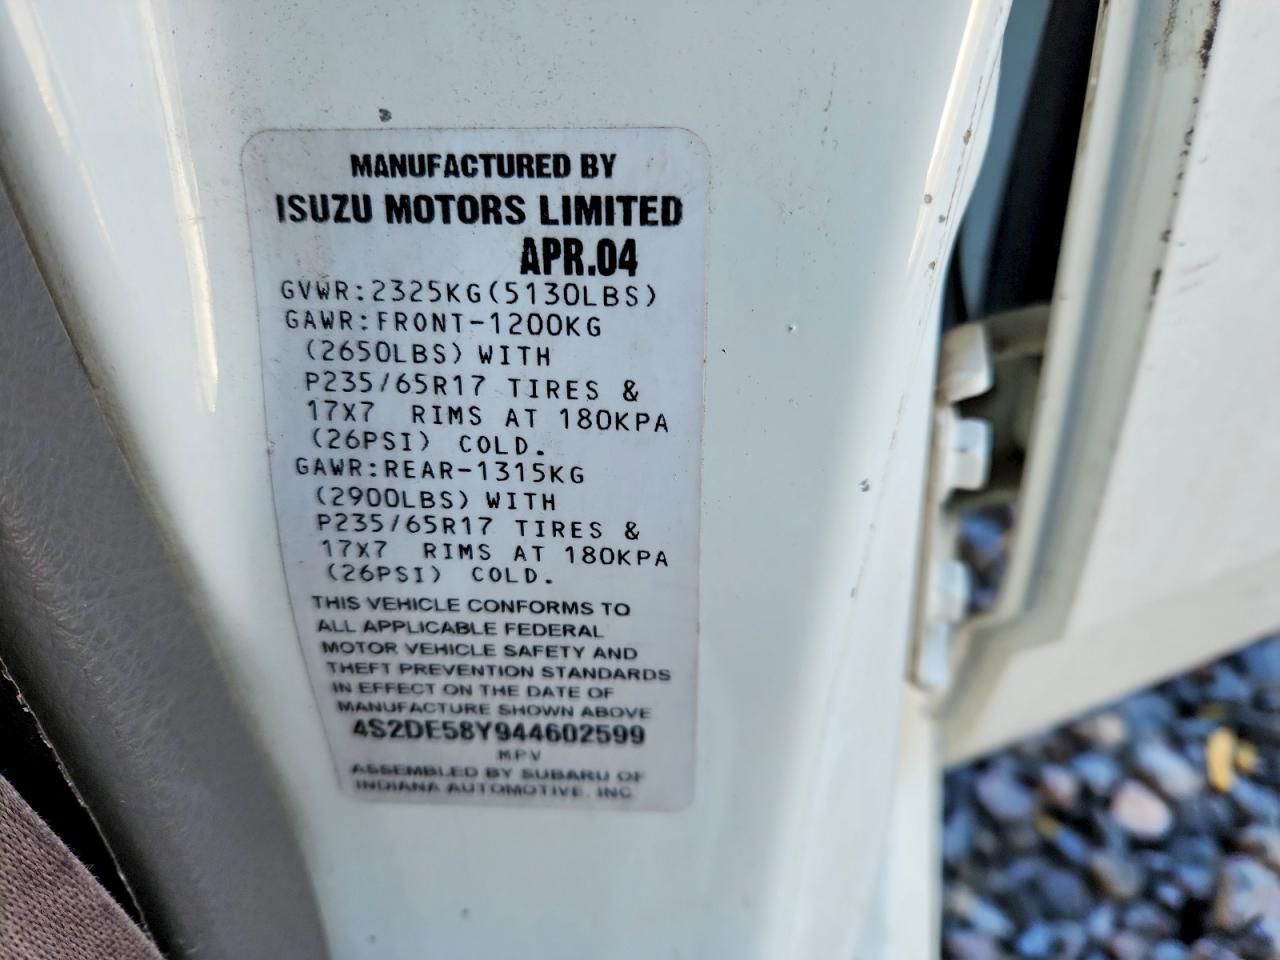 MANUFACTURED BY
ISUZU MOTORS LIMITED
APR.04
GVWR:2325KG(5130LBS)
GAWR:FRONT-1200KG
(2650LBS) WITH
P235/65R17 TIRES &
17X7 RIMS AT 180KPA
(26PSI) COLD.
GAWR:REAR-1315KG
(2900LBS) WITH
P235/65R17 TIRES &
17X7 RIMS AT 180KPA
(26PSI) COLD.
THIS VEHICLE CONFORMS TO
ALL APPLICABLE FEDERAL
MOTOR VEHICLE SAFETY AND
THEFT PREVENTION STANDARDS
IN EFFECT ON THE DATE OF
MANUFACTURE SHOWN ABOVE
4S2DE58Y944602599
MPV
ASSEMBLED BY SUBARU OF
INDIANA AUTOMOTIVE, INC